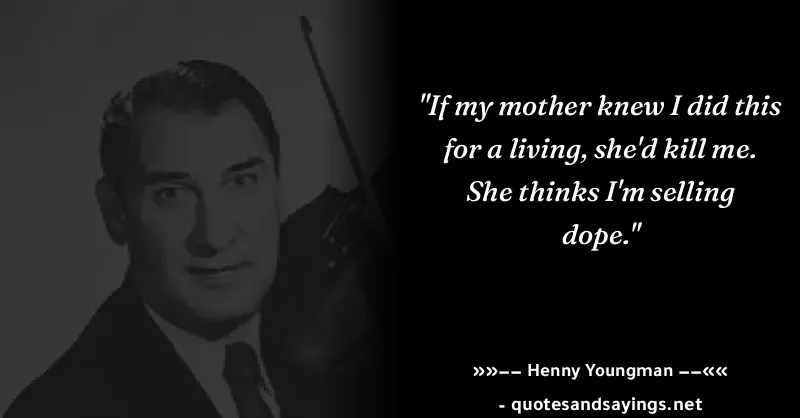 "If my mother knew I did this
for a living, she'd kill me.
She thinks I'm selling
dope."
»»–– Henny Youngman ––««
- quotesandsayings.net